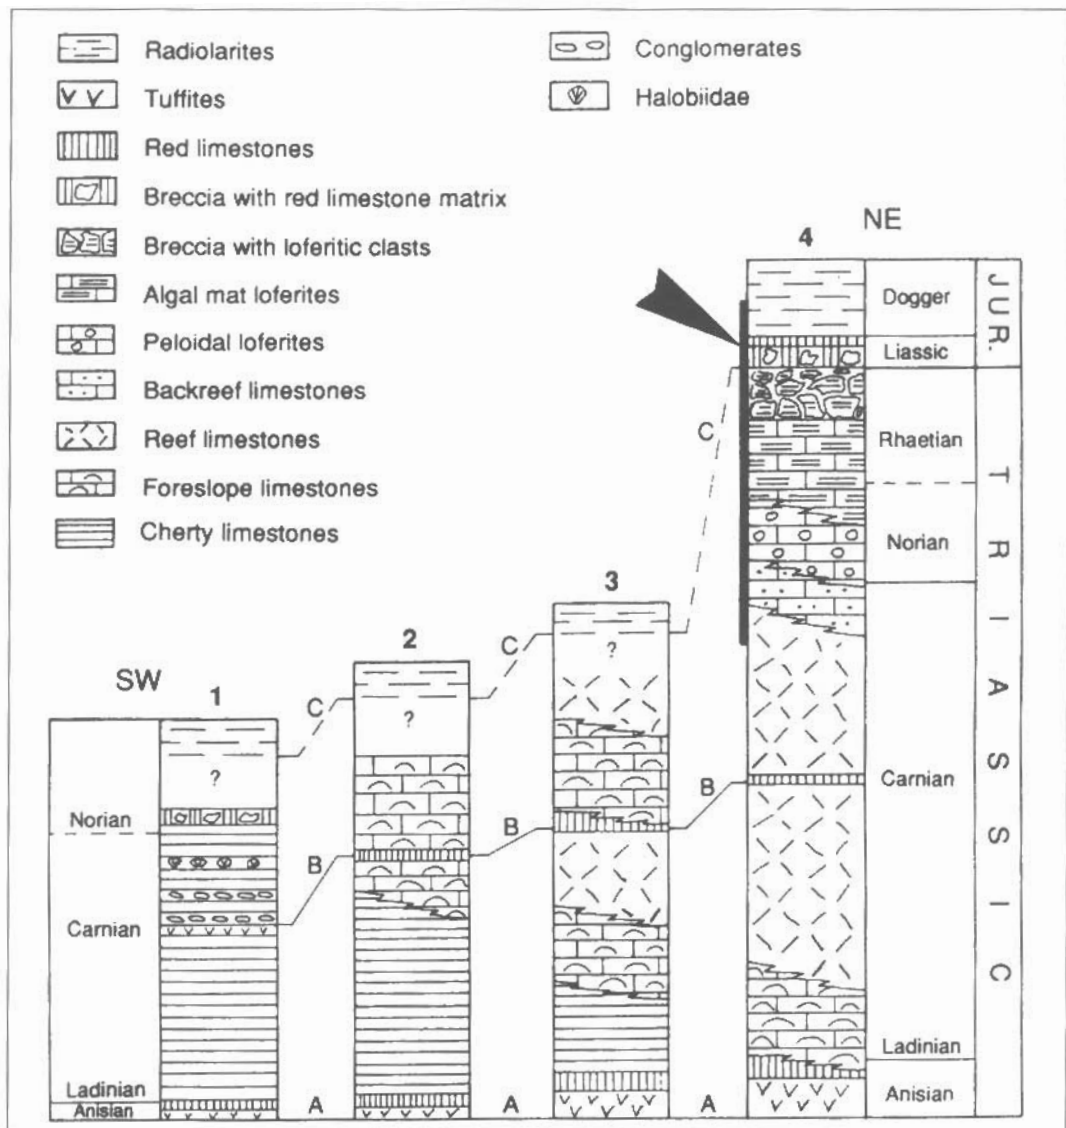 Radiolarites
Tuffites
Red limestones
Breccia with red limestone matrix
Breccia with loferitic clasts
Algal mat loferites
Peloidal loferites
Backreef limestones
Reef limestones
Foreslope limestones
Cherty limestones
Conglomerates
Halobiidae
SW
NE
1
2
3
4
Norian
Carnian
Ladinian
Anisian
?
?
?
A
A
A
B
B
B
C
C
C
Dogger
Liassic
Rhaetian
Norian
Carnian
Ladinian
Anisian
JUR.
TRIASSIC